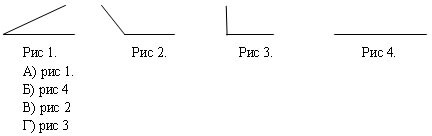 Рис 1. Рис 2. Рис 3. Рис 4.
А) рис 1.
Б) рис 4
В) рис 2
Г) рис 3